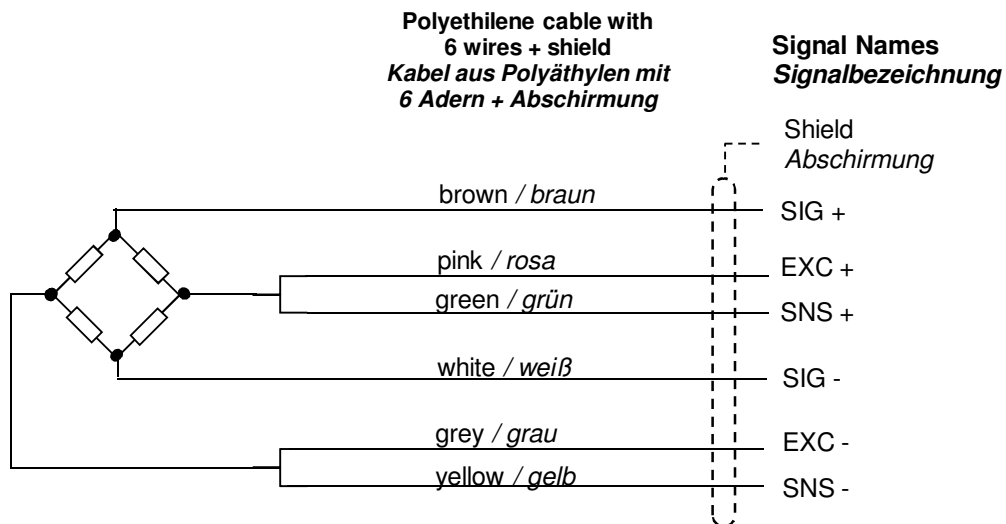 Polyethilene cable with
6 wires + shield
Kabel aus Polyäthylen mit
6 Adern + Abschirmung
Signal Names
Signalbezeichnung
Shield
Abschirmung
brown / braun
SIG +
pink / rosa
EXC +
green / grün
SNS +
white / weiß
SIG -
grey / grau
EXC -
yellow / gelb
SNS -